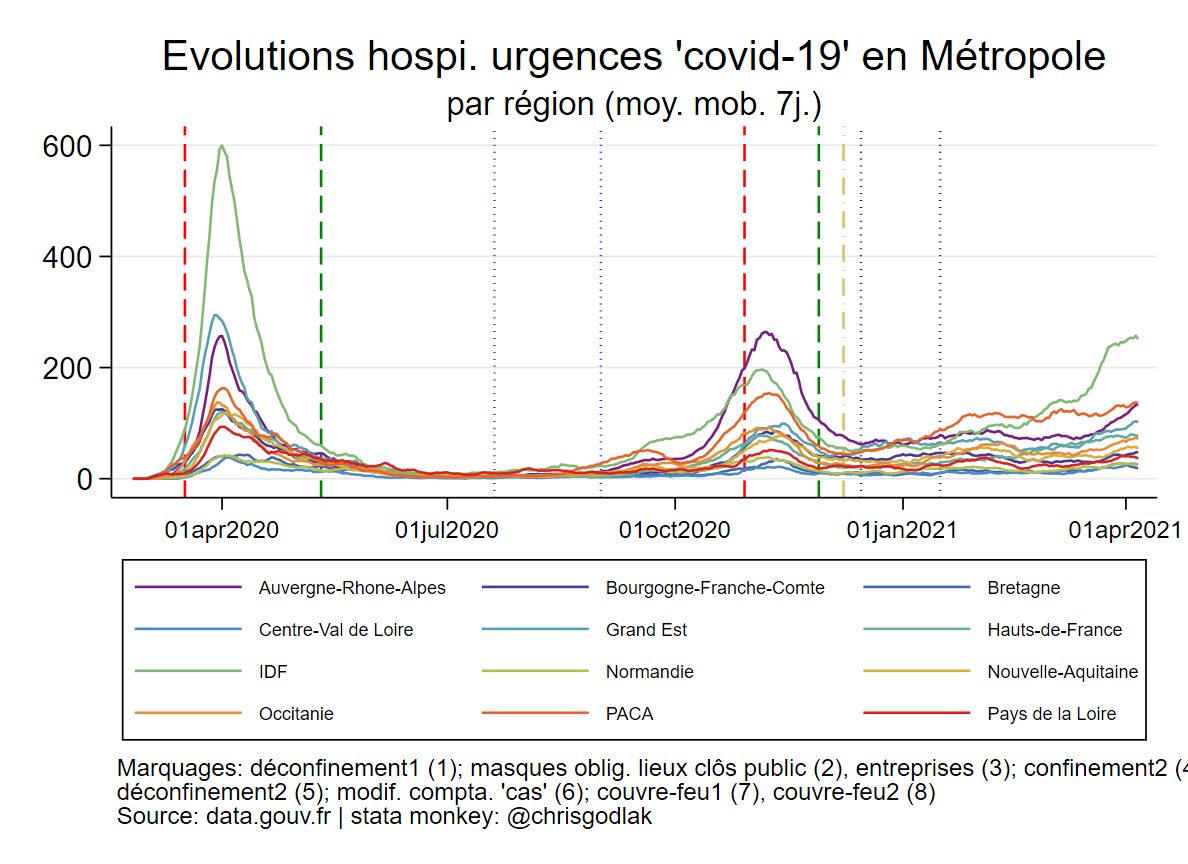 Evolutions hospi. urgences 'covid-19' en Métropole
par région (moy. mob. 7j.)
600
400
200
0
01apr2020 01jul2020 01oct2020 01jan2021 01apr2021
Auvergne-Rhone-Alpes Bourgogne-Franche-Comte Bretagne
Centre-Val de Loire Grand Est Hauts-de-France
IDF Normandie Nouvelle-Aquitaine
Occitanie PACA Pays de la Loire
Marquages: déconfinement1 (1); masques oblig. lieux clôs public (2), entreprises (3); confinement2 (4
déconfinement2 (5); modif. compta. 'cas' (6); couvre-feu1 (7), couvre-feu2 (8)
Source: data.gouv.fr | stata monkey: @chrisgodlak